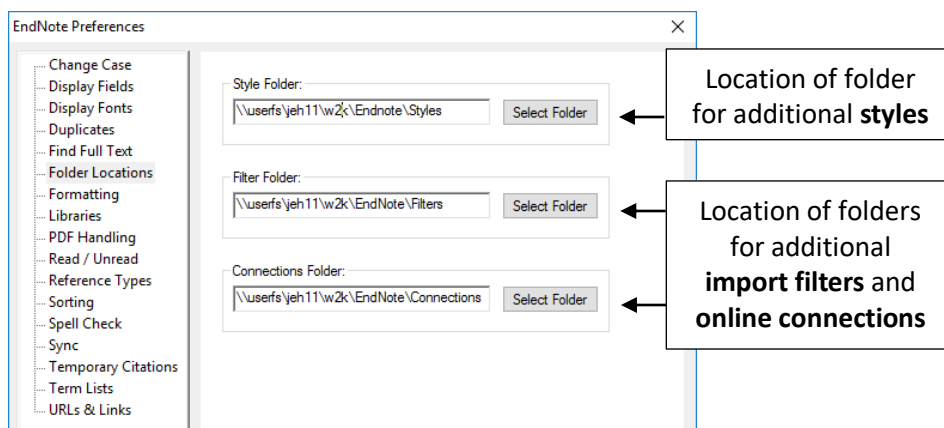 EndNote Preferences
Change Case
Display Fields
Display Fonts
Duplicates
Find Full Text
Folder Locations
Formatting
Libraries
PDF Handling
Read / Unread
Reference Types
Sorting
Spell Check
Sync
Temporary Citations
Term Lists
URLs & Links
Style Folder:
\\userfs\jeh11\w2k\Endnote\Styles
Select Folder
Filter Folder:
\\userfs\jeh11\w2k\EndNote\Filters
Select Folder
Connections Folder:
\\userfs\jeh11\w2k\EndNote\Connections
Select Folder
Location of folder
for additional styles
Location of folders
for additional
import filters and
online connections